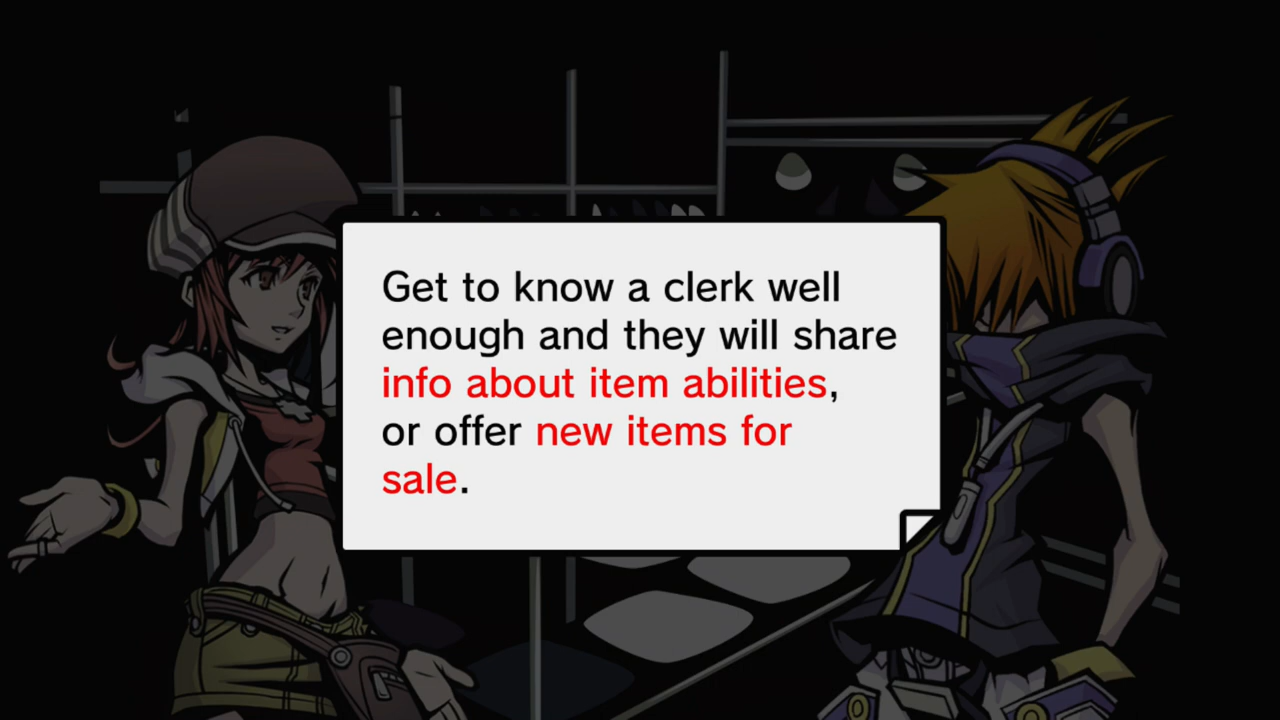 Get to know a clerk well
enough and they will share
info about item abilities,
or offer new items for
sale.